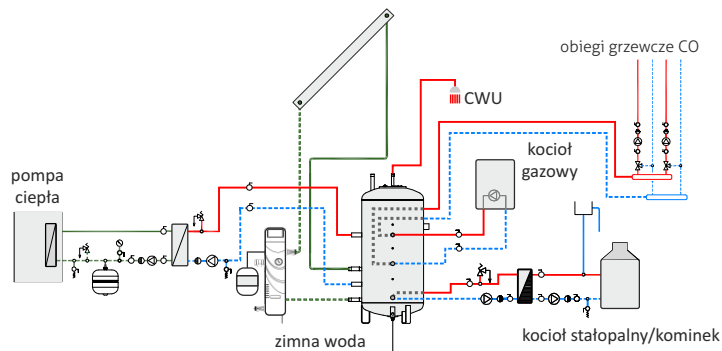 obiegi grzewcze CO
CWU
kocioł
gazowy
pompa
ciepła
zimna woda
kocioł stałopalny/kominek